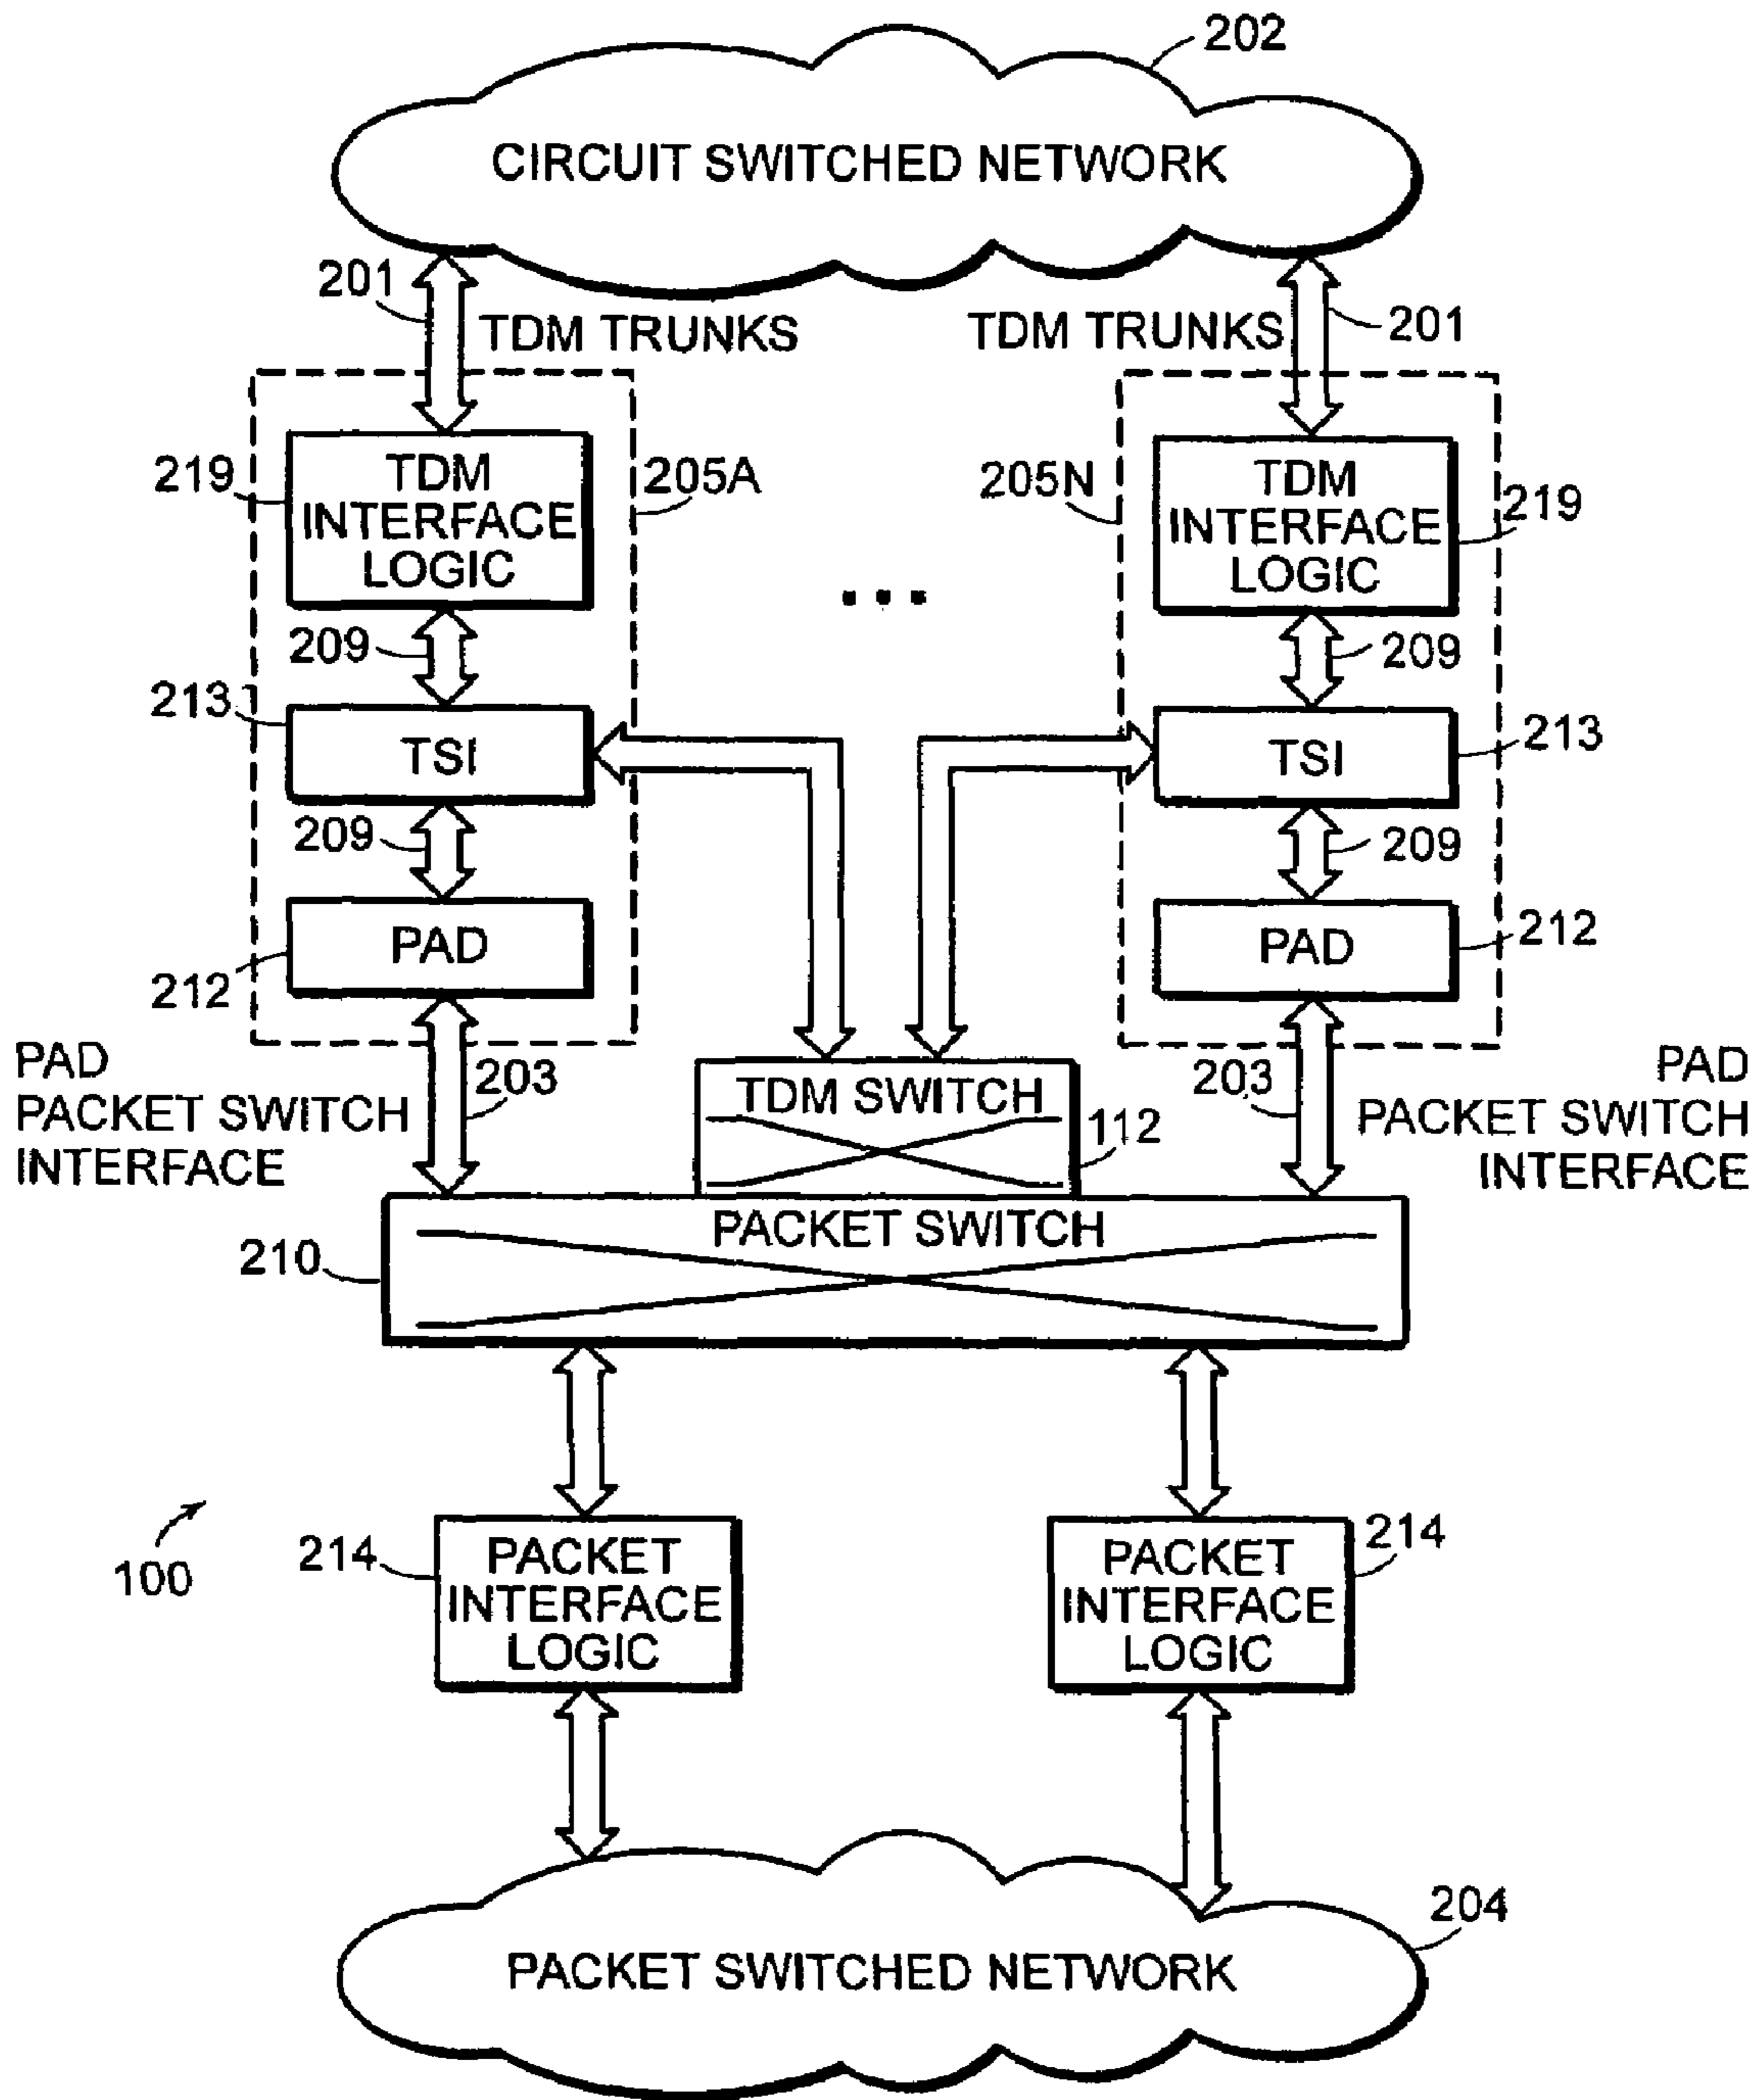 202
CIRCUIT SWITCHED NETWORK
201
TDM TRUNKS
TDM TRUNKS
201
219
TDM
INTERFACE
LOGIC
205A
205N
TDM
INTERFACE
LOGIC
219
...
209
209
213
TSI
TSI
213
209
209
PAD
PAD
212
212
PAD
PACKET SWITCH
INTERFACE
203
TDM SWITCH
112
203
PAD
PACKET SWITCH
INTERFACE
PACKET SWITCH
210
100
214
PACKET
INTERFACE
LOGIC
PACKET
INTERFACE
LOGIC
214
204
PACKET SWITCHED NETWORK